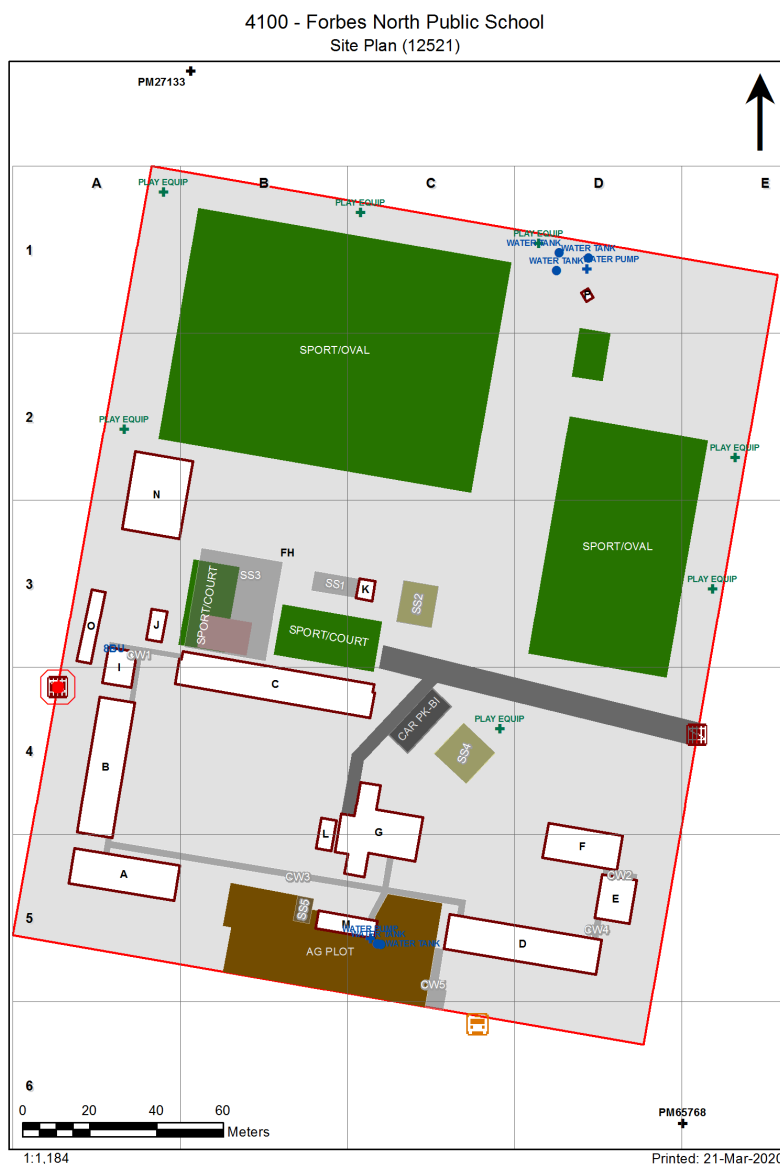 4100 - Forbes North Public School
Site Plan (12521)
PM27133
A
B
C
D
E
PLAY EQUIP
PLAY EQUIP
PLAY EQUIP
WATER TANK
WATER TANK
WATER TANK
WATER PUMP
1
SPORT/OVAL
2
PLAY EQUIP
PLAY EQUIP
N
SPORT/OVAL
FH
3
SS3
SS1
K
SS2
PLAY EQUIP
SPORT/COURT
SPORT/COURT
O
J
CW1
I
C
CAR PK-BI
PLAY EQUIP
SS4
4
B
L
G
F
A
CW3
CW2
E
5
SS5
M
WATER PUMP
WATER TANK
WATER TANK
AG PLOT
D
CW4
CW5
6
0 20 40 60
Meters
PM65768
1:1,184
Printed: 21-Mar-2020